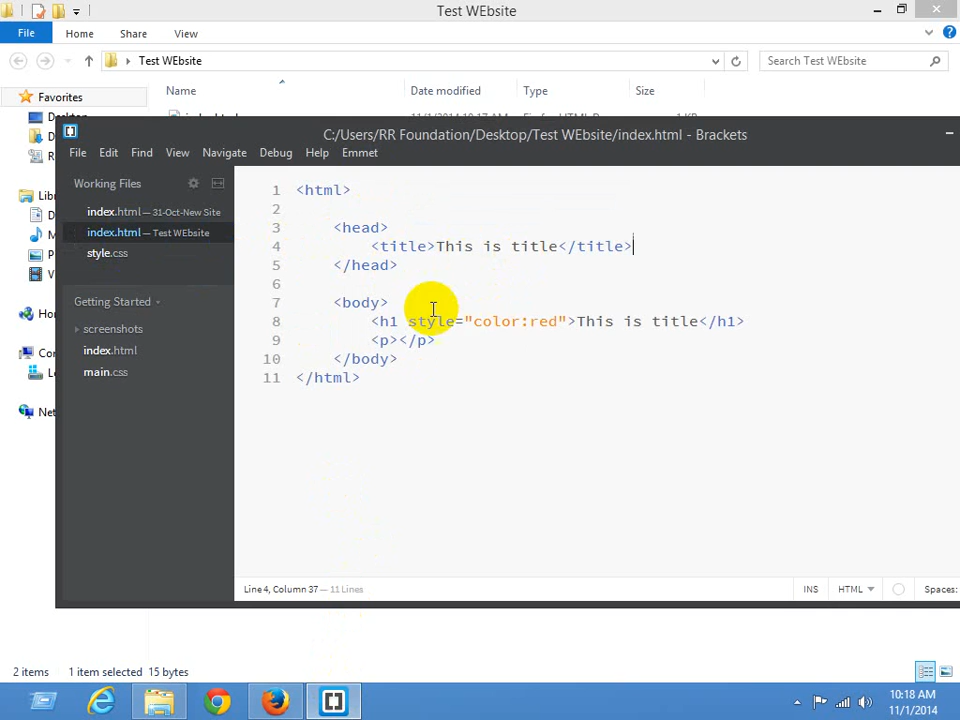 Test WEbsite
File Home Share View
Test WEbsite
Search Test WEbsite
Name Date modified Type Size
Favorites
C:/Users/RR Foundation/Desktop/Test WEbsite/index.html - Brackets
File Edit Find View Navigate Debug Help Emmet
Working Files
index.html — 31-Oct-New Site
index.html — Test WEbsite
style.css
Getting Started
screenshots
index.html
main.css
1 <html>
2
3 <head>
4 <title>This is title</title>
5 </head>
6
7 <body>
8 <h1 style="color:red">This is title</h1>
9 <p></p>
10 </body>
11 </html>
Line 4, Column 37 — 11 Lines
INS HTML Spaces:
2 items 1 item selected 15 bytes
10:18 AM
11/1/2014